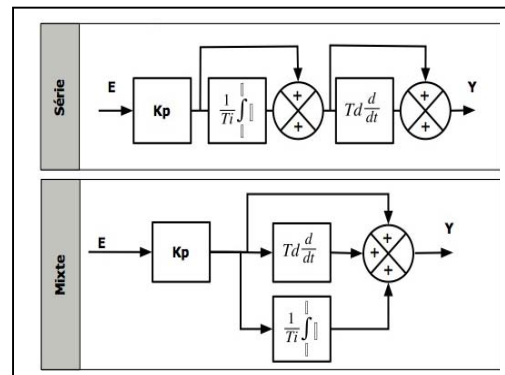 Série
E
Kp
1/Ti ∫
+
+
Td d/dt
+
+
Y
Mixte
E
Kp
Td d/dt
1/Ti ∫
+
+
+
Y